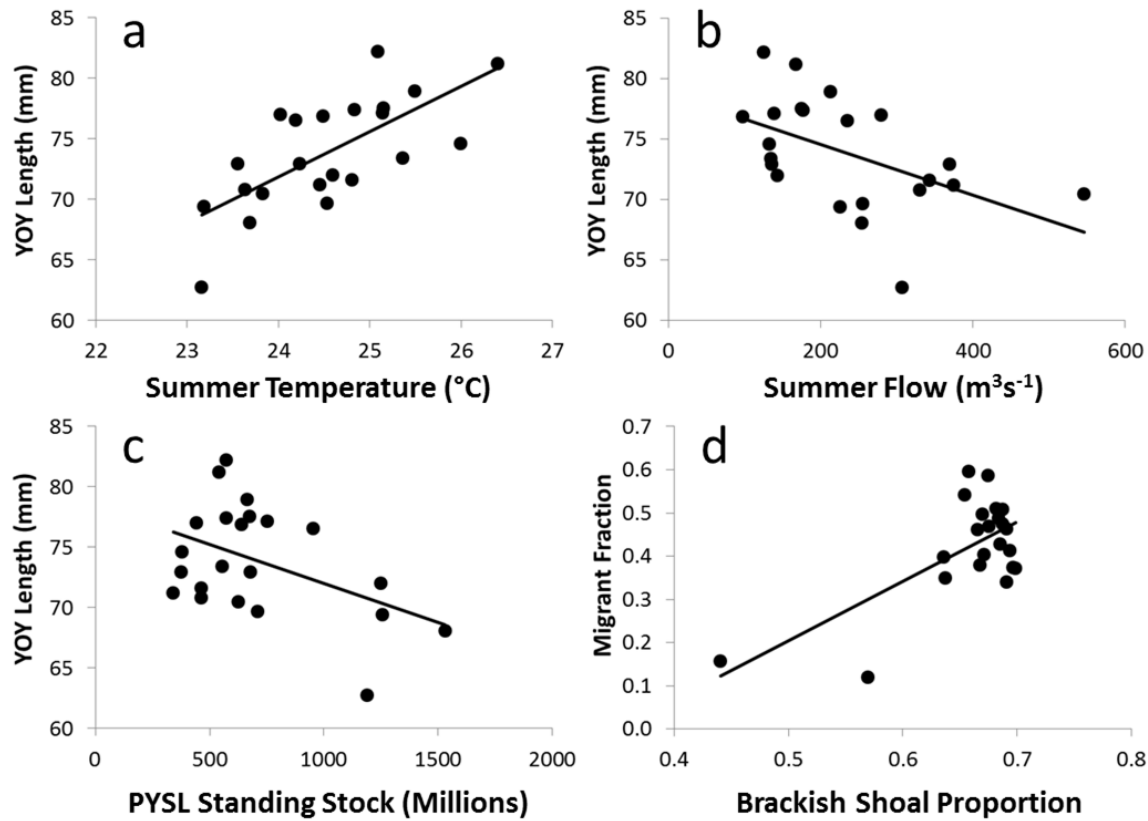 a
YOY Length (mm)
85
80
75
70
65
60
22 23 24 25 26 27
Summer Temperature (°C)
b
YOY Length (mm)
85
80
75
70
65
60
0 200 400 600
Summer Flow (m³s⁻¹)
c
YOY Length (mm)
85
80
75
70
65
60
0 500 1000 1500 2000
PYSL Standing Stock (Millions)
d
Migrant Fraction
0.7
0.6
0.5
0.4
0.3
0.2
0.1
0.0
0.4 0.5 0.6 0.7 0.8
Brackish Shoal Proportion